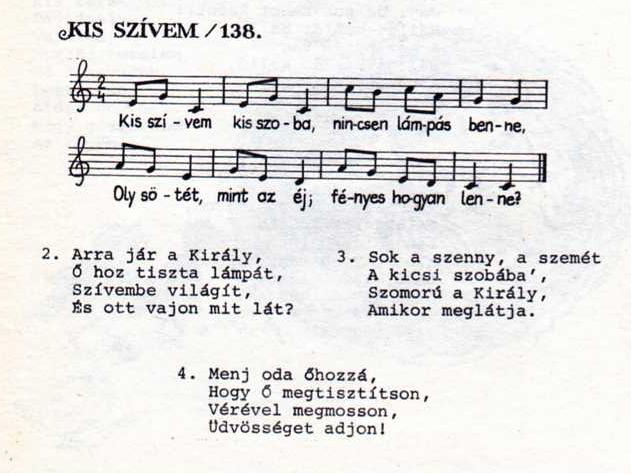 KIS SZÍVEM /138.
2 4
Kis szí-vem kis szo-ba, nin-csen lám-pás ben-ne,
Oly sö-tét, mint az éj; fé-nyes ho-gyan len-ne?
2. Arra jár a Király,
Ő hoz tiszta lámpát,
Szívembe világít,
És ott vajon mit lát?
3. Sok a szenny, a szemét
A kicsi szobába',
Szomorú a Király,
Amikor meglátja.
4. Menj oda őhozzá,
Hogy Ő megtisztítson,
Vérével megmosson,
Üdvösséget adjon!